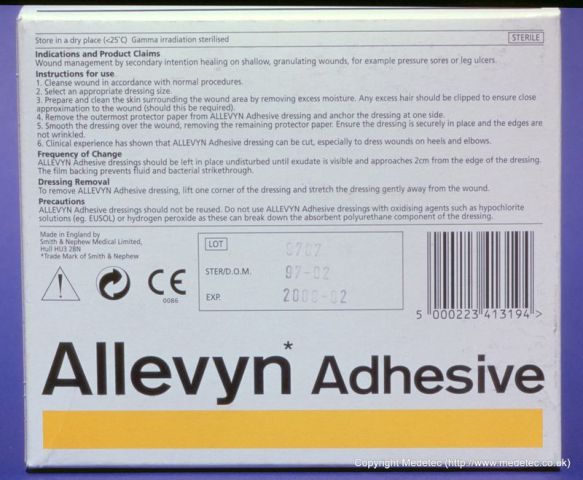 Store in a dry place (<25°C) Gamma irradiation sterilised
STERILE
Indications and Product Claims
Wound management by secondary intention healing on shallow, granulating wounds, for example pressure sores or leg ulcers.
Instructions for use
1. Cleanse wound in accordance with normal procedures.
2. Select an appropriate dressing size.
3. Prepare and clean the skin surrounding the wound area by removing excess moisture. Any excess hair should be clipped to ensure close
approximation to the wound (should this be required).
4. Remove the outermost protector paper from ALLEVYN Adhesive dressing and anchor the dressing at one side.
5. Smooth the dressing over the wound, removing the remaining protector paper. Ensure the dressing is securely in place and the edges are
not wrinkled.
6. Clinical experience has shown that ALLEVYN Adhesive dressing can be cut, especially to dress wounds on heels and elbows.
Frequency of Change
ALLEVYN Adhesive dressings should be left in place undisturbed until exudate is visible and approaches 2cm from the edge of the dressing.
The film backing prevents fluid and bacterial strikethrough.
Dressing Removal
To remove ALLEVYN Adhesive dressing, lift one corner of the dressing and stretch the dressing gently away from the wound.
Precautions
ALLEVYN Adhesive dressings should not be reused. Do not use ALLEVYN Adhesive dressings with oxidising agents such as hypochlorite
solutions (eg. EUSOL) or hydrogen peroxide as these can break down the absorbent polyurethane component of the dressing.
Made in England by
Smith & Nephew Medical Limited,
Hull HU3 2BN
*Trade Mark of Smith & Nephew
CE
0086
LOT 9707
STER/D.O.M. 97-02
EXP. 2000-02
5 000223 413194 >
Allevyn* Adhesive
Copyright Medetec (http://www.medetec.co.uk)